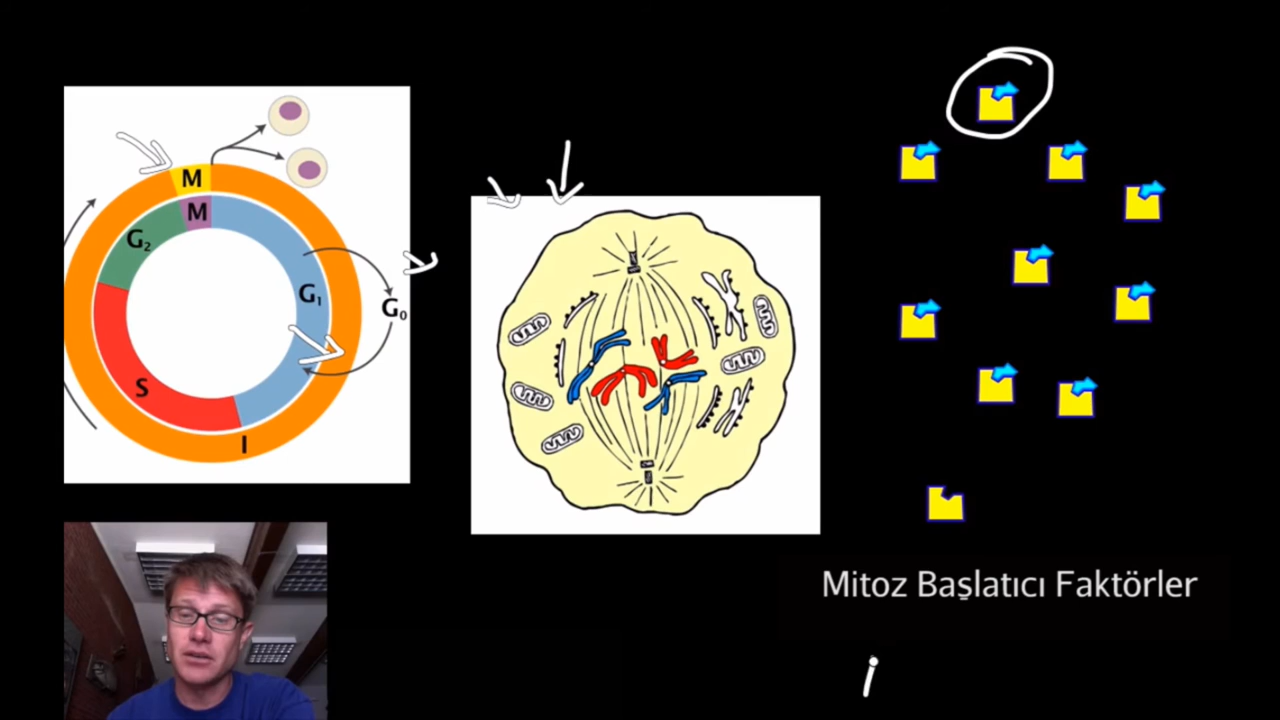 M
M
G₂
G₁
G₀
S
I
Mitoz Başlatıcı Faktörler
i